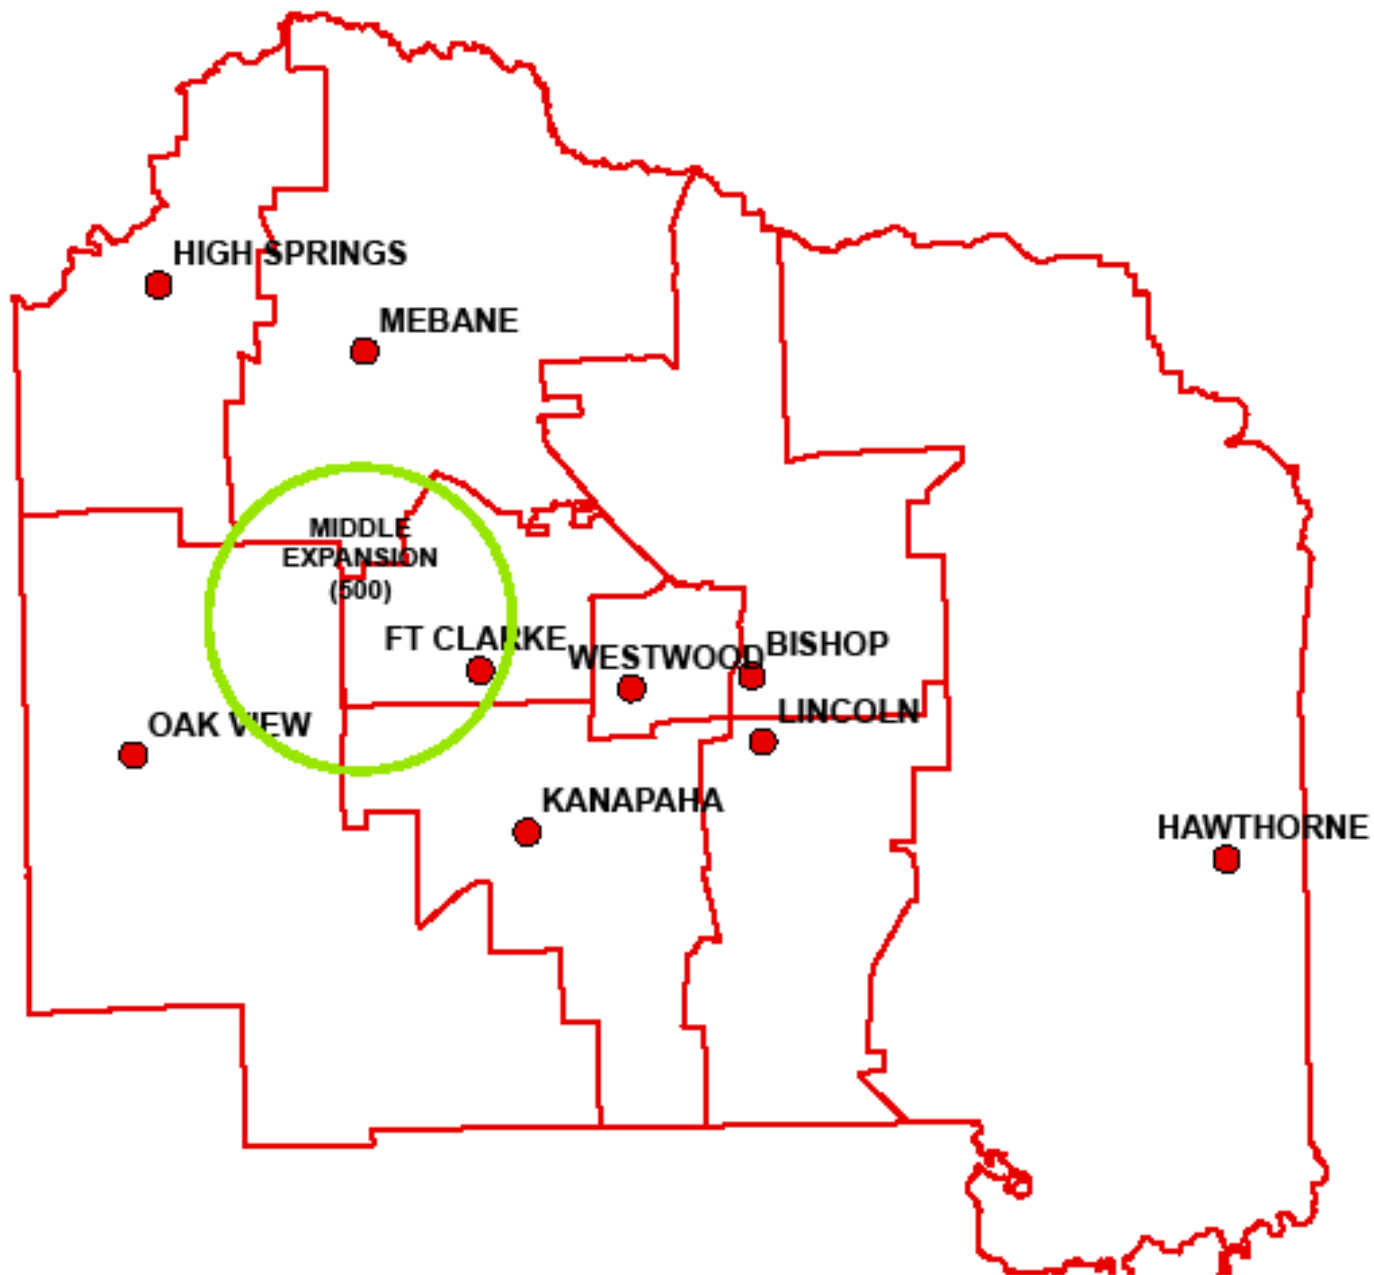 HIGH SPRINGS
MEBANE
MIDDLE
EXPANSION
(500)
FT CLARKE
WESTWOOD
BISHOP
LINCOLN
OAK VIEW
KANAPAHA
HAWTHORNE